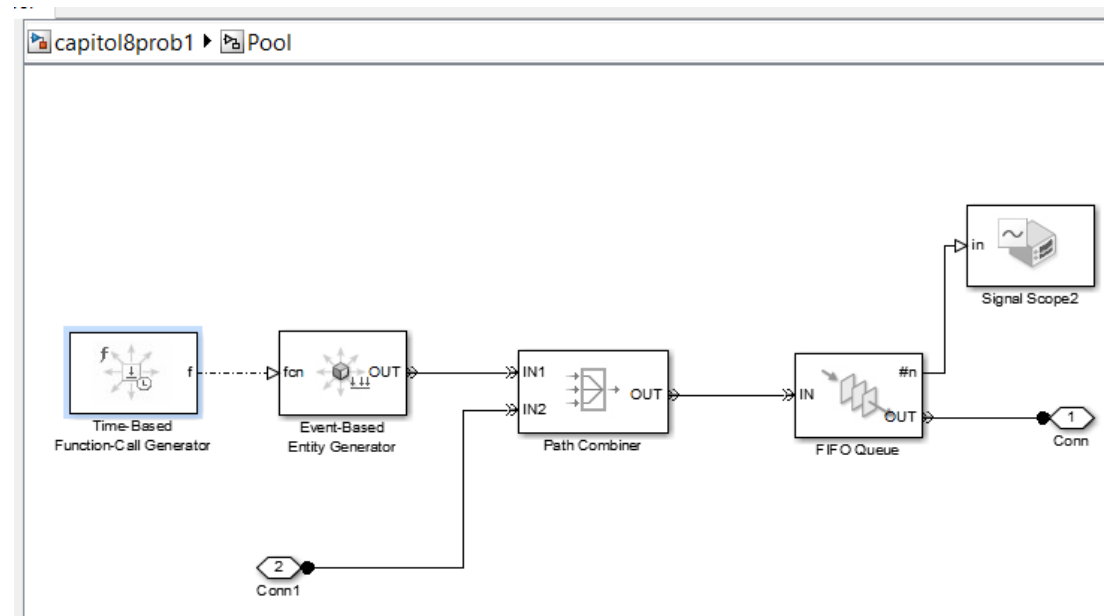 capitol8prob1 Pool
in
Signal Scope2
f
f
Time-Based
Function-Call Generator
fcn
OUT
Event-Based
Entity Generator
IN1
IN2
OUT
Path Combiner
IN
#n
OUT
FIFO Queue
1
Conn
2
Conn1